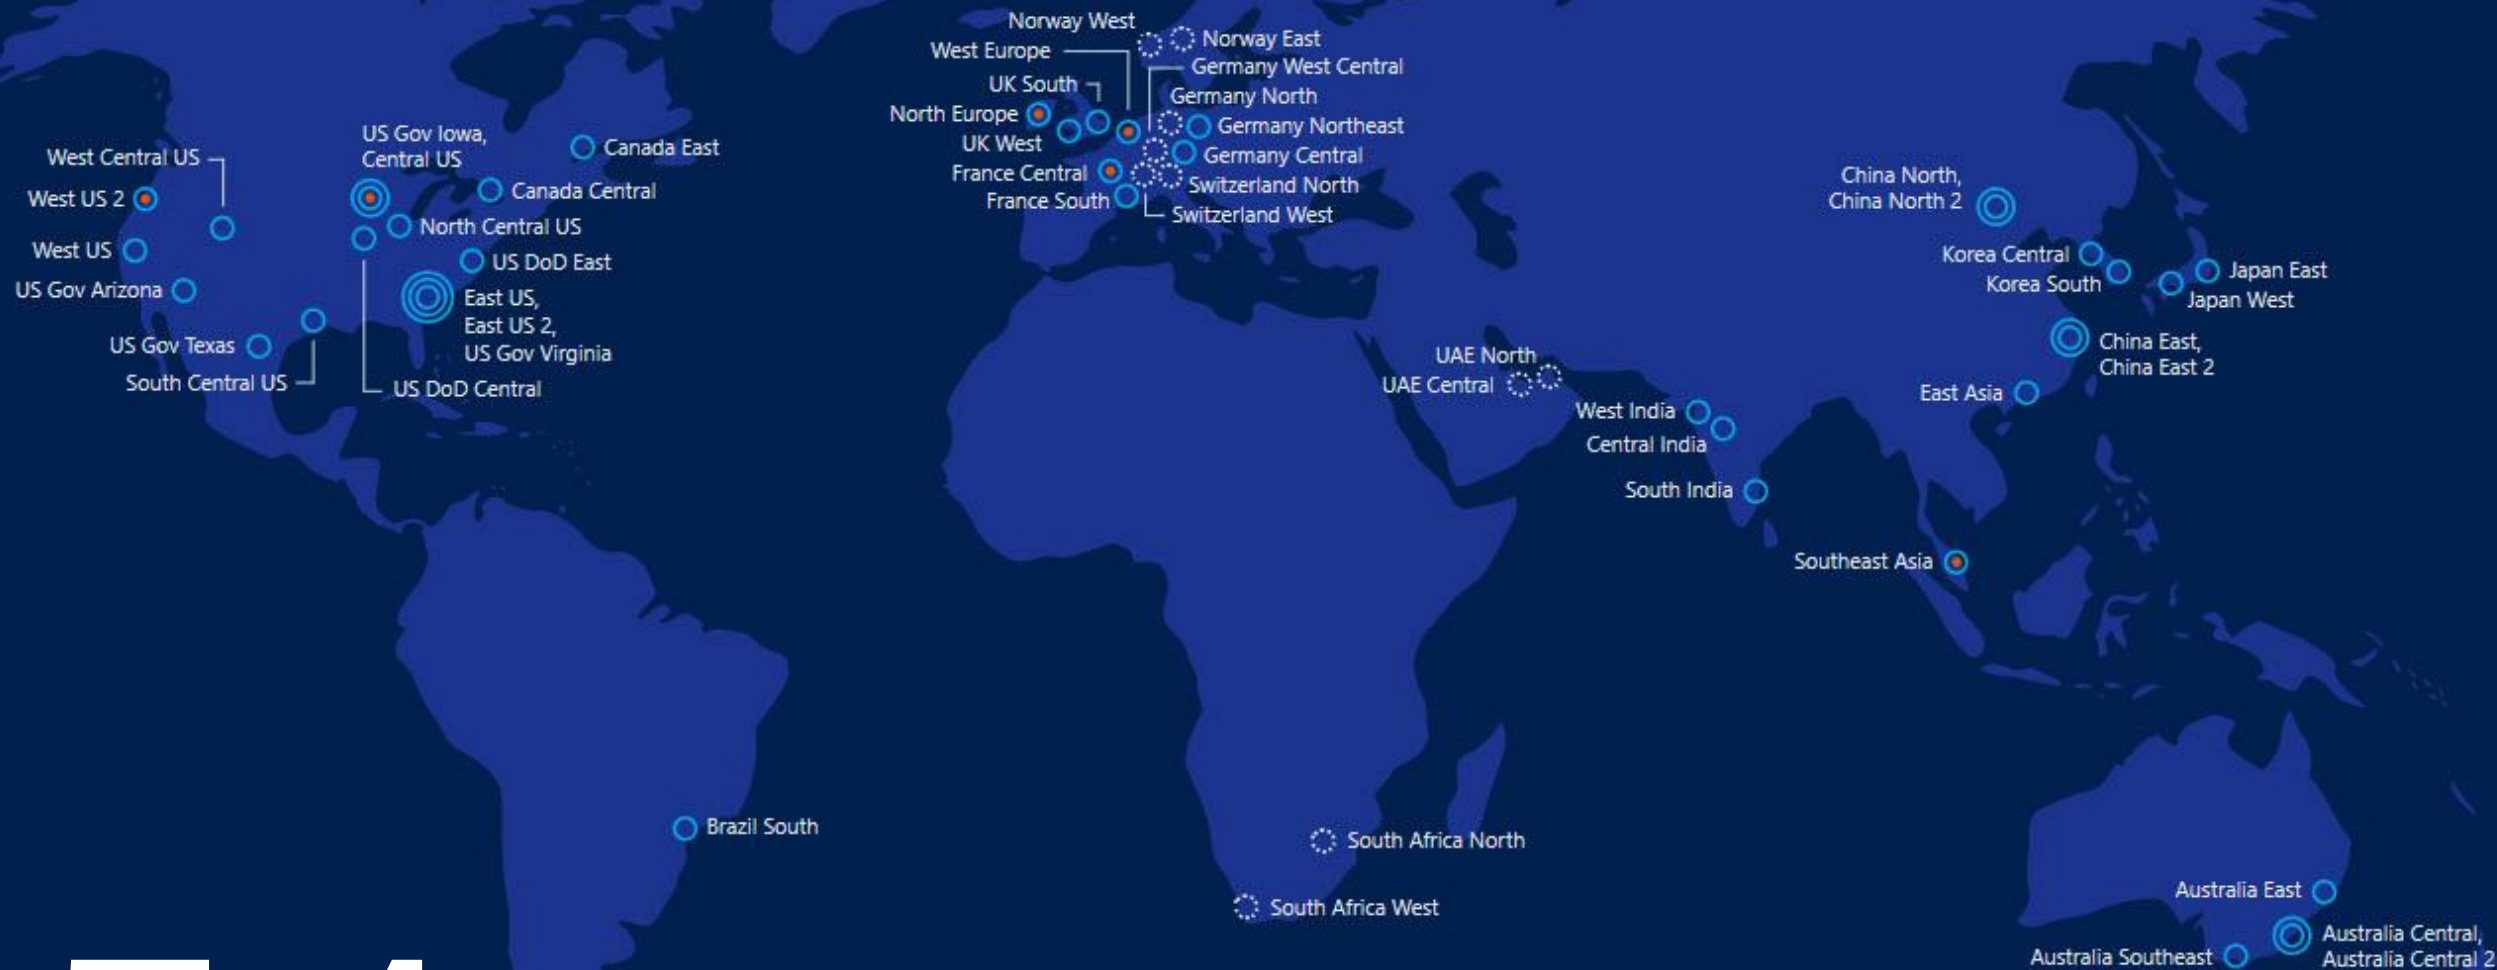 West Central US
West US 2
West US
US Gov Arizona
US Gov Texas
South Central US
US Gov Iowa,
Central US
Canada East
Canada Central
North Central US
US DoD East
East US,
East US 2,
US Gov Virginia
US DoD Central
Brazil South
Norway West
Norway East
West Europe
Germany West Central
UK South
Germany North
North Europe
Germany Northeast
UK West
Germany Central
France Central
Switzerland North
France South
Switzerland West
UAE North
UAE Central
West India
Central India
South India
South Africa North
South Africa West
China North,
China North 2
Korea Central
Korea South
Japan East
Japan West
China East,
China East 2
East Asia
Southeast Asia
Australia East
Australia Central,
Australia Central 2
Australia Southeast